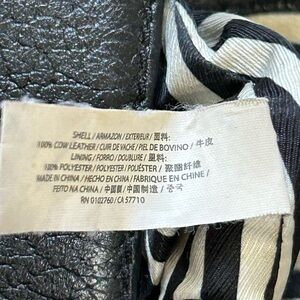 SHELL / ARMAZON / EXTERIEUR / 面料:
100% COW LEATHER / CUIR DE VACHE / PIEL DE BOVINO / 牛皮
LINING / FORRO / DOUBLURE / 里料:
100% POLYESTER / POLYESTER / POLIÉSTER / 聚酯纤维
MADE IN CHINA / HECHO EN CHINA / FABRIQUE EN CHINE /
FEITO NA CHINA / 中国製 / 中国制造 / 중국
RN 0102760 / CA 57710